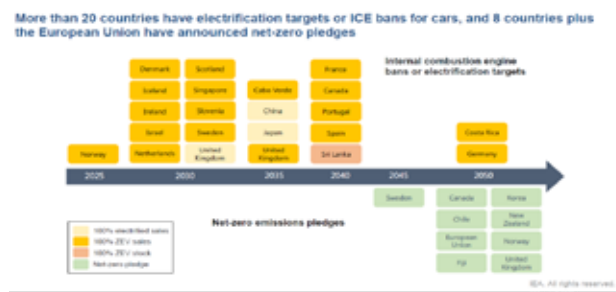 More than 20 countries have electrification targets or ICE bans for cars, and 8 countries plus
the European Union have announced net-zero pledges
Internal combustion engine
bans or electrification targets
Denmark
Scotland
France
Iceland
Singapore
Cabo Verde
Canada
Ireland
Slovenia
China
Portugal
Israel
Sweden
Japan
Spain
Costa Rica
Norway
Netherlands
United
Kingdom
United
Kingdom
Sri Lanka
Germany
2025
2030
2035
2040
2045
2050
Sweden
Canada
Korea
Net-zero emissions pledges
Chile
New
Zealand
European
Union
Norway
Fiji
United
Kingdom
100% electrified sales
100% ZEV sales
100% ZEV stock
Net-zero pledge
IEA. All rights reserved.